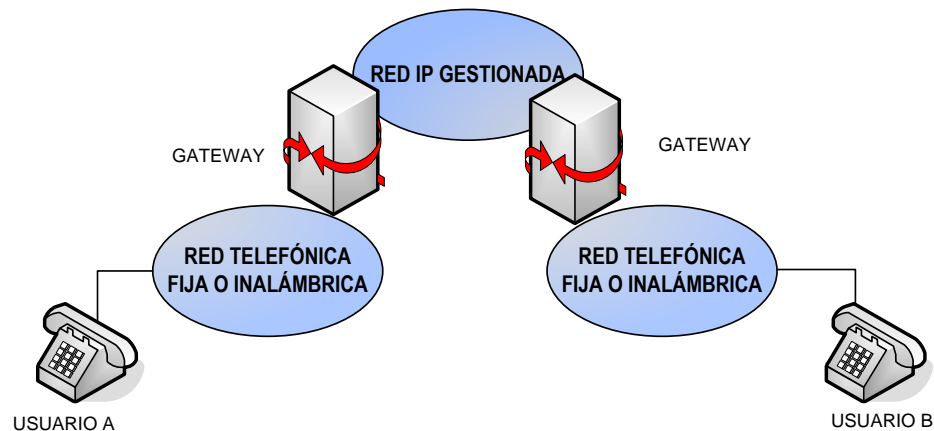 RED IP GESTIONADA
GATEWAY
GATEWAY
RED TELEFÓNICA
FIJA O INALÁMBRICA
RED TELEFÓNICA
FIJA O INALÁMBRICA
USUARIO A
USUARIO B